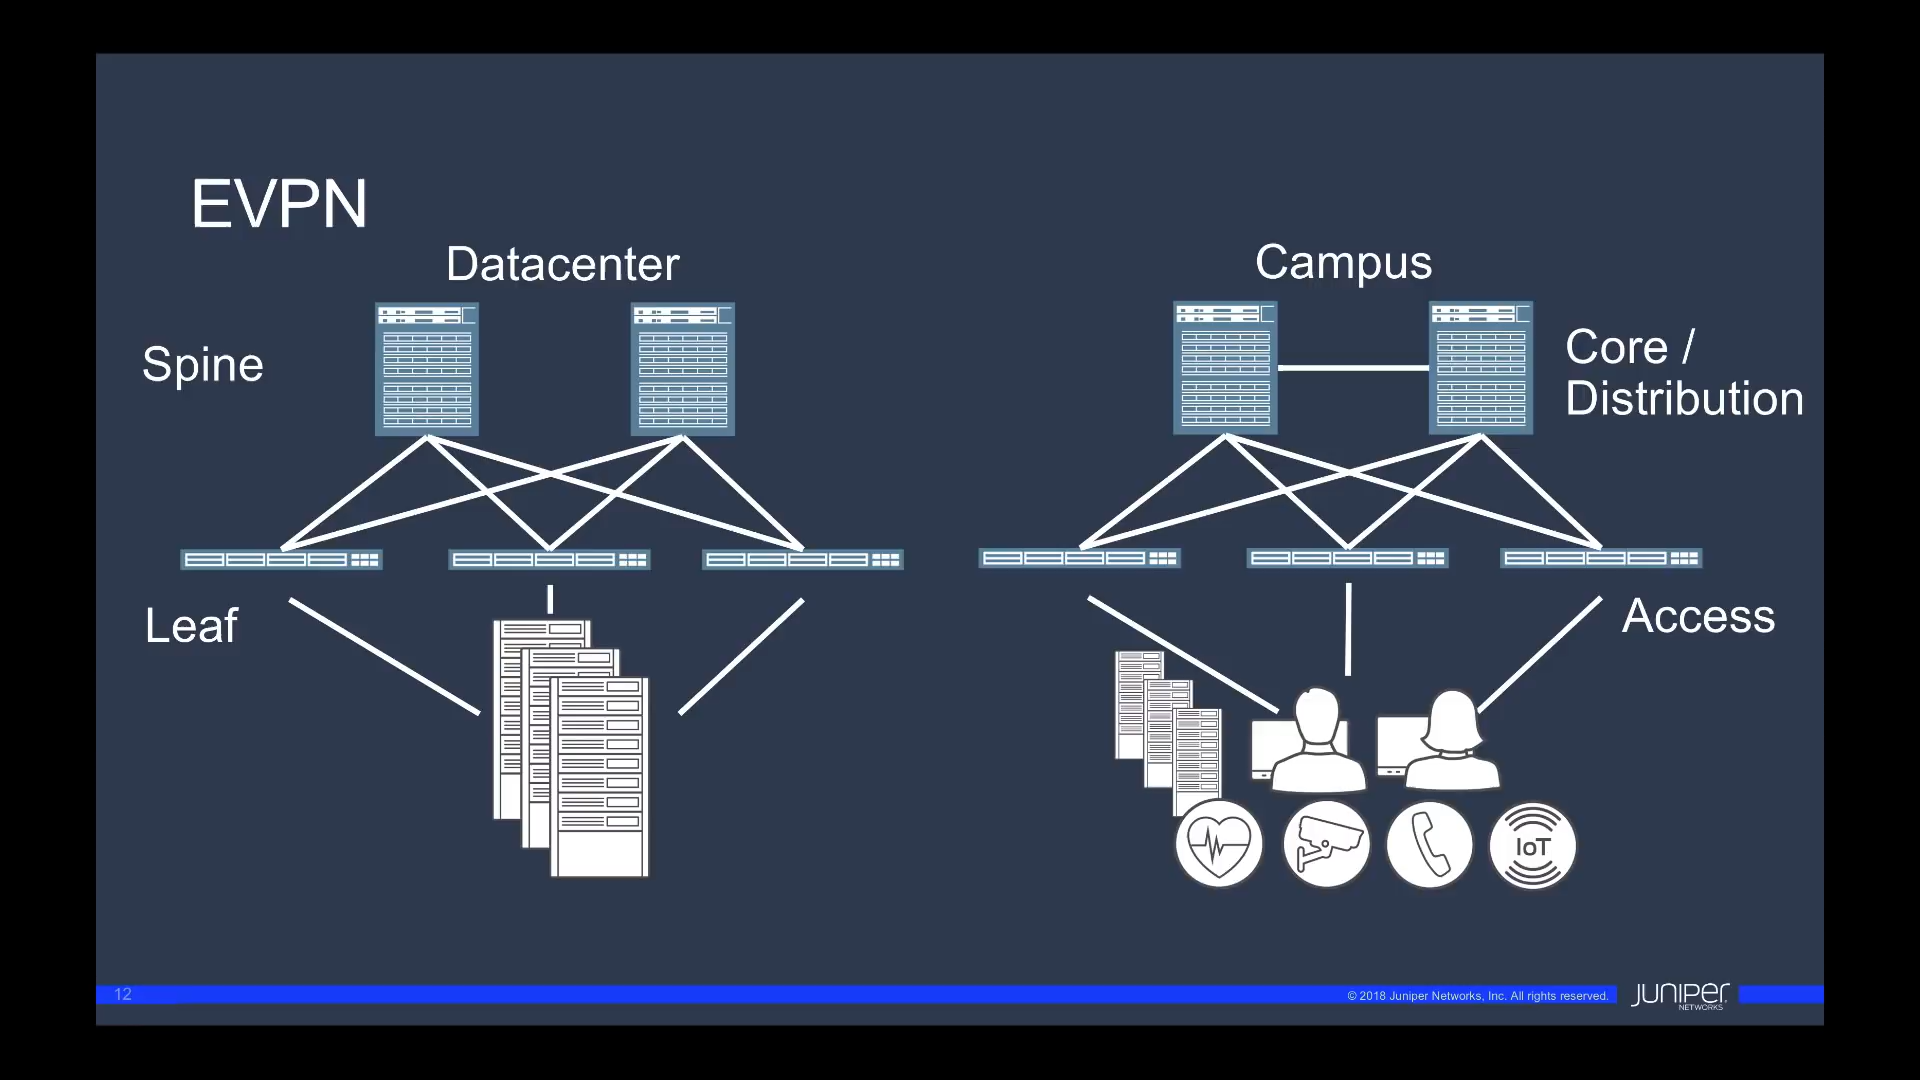 EVPN
Datacenter
Campus
Spine
Core /
Distribution
Leaf
Access
IoT
12
© 2018 Juniper Networks, Inc. All rights reserved.
JUNIPEr
NETWORKS